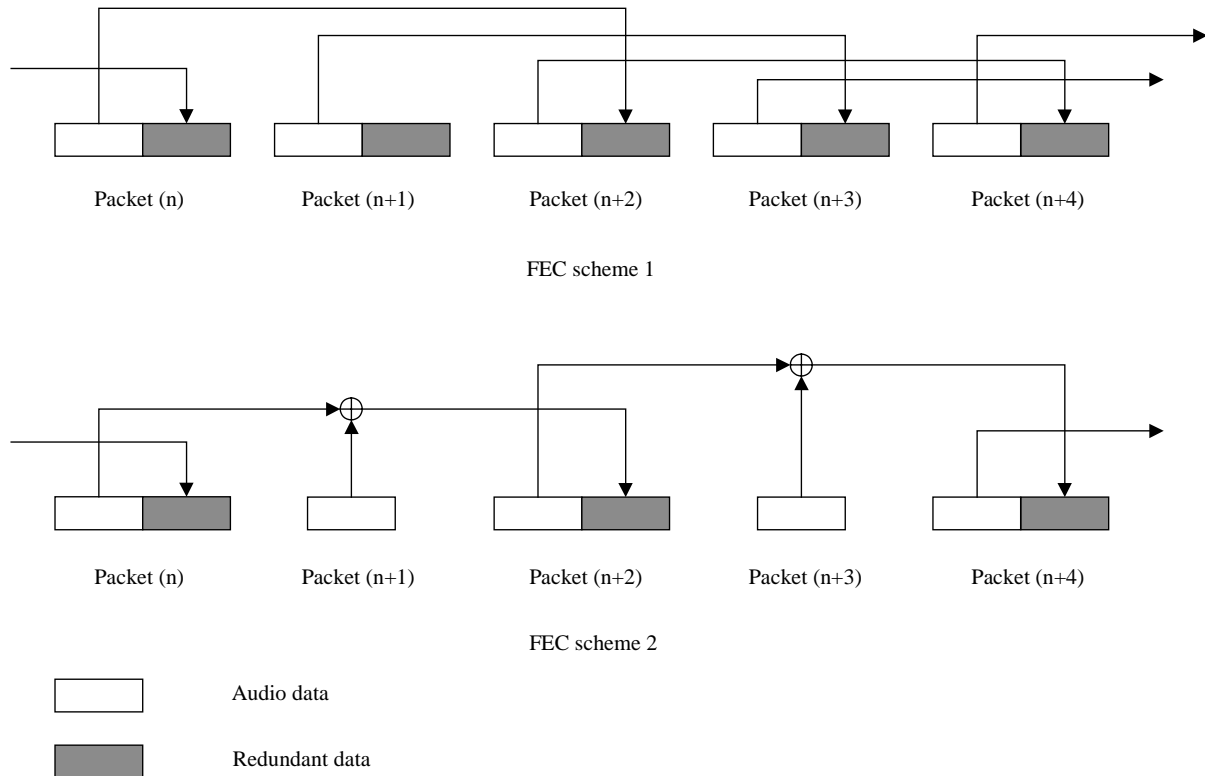 Packet (n) Packet (n+1) Packet (n+2) Packet (n+3) Packet (n+4)
FEC scheme 1
Packet (n) Packet (n+1) Packet (n+2) Packet (n+3) Packet (n+4)
FEC scheme 2
Audio data
Redundant data